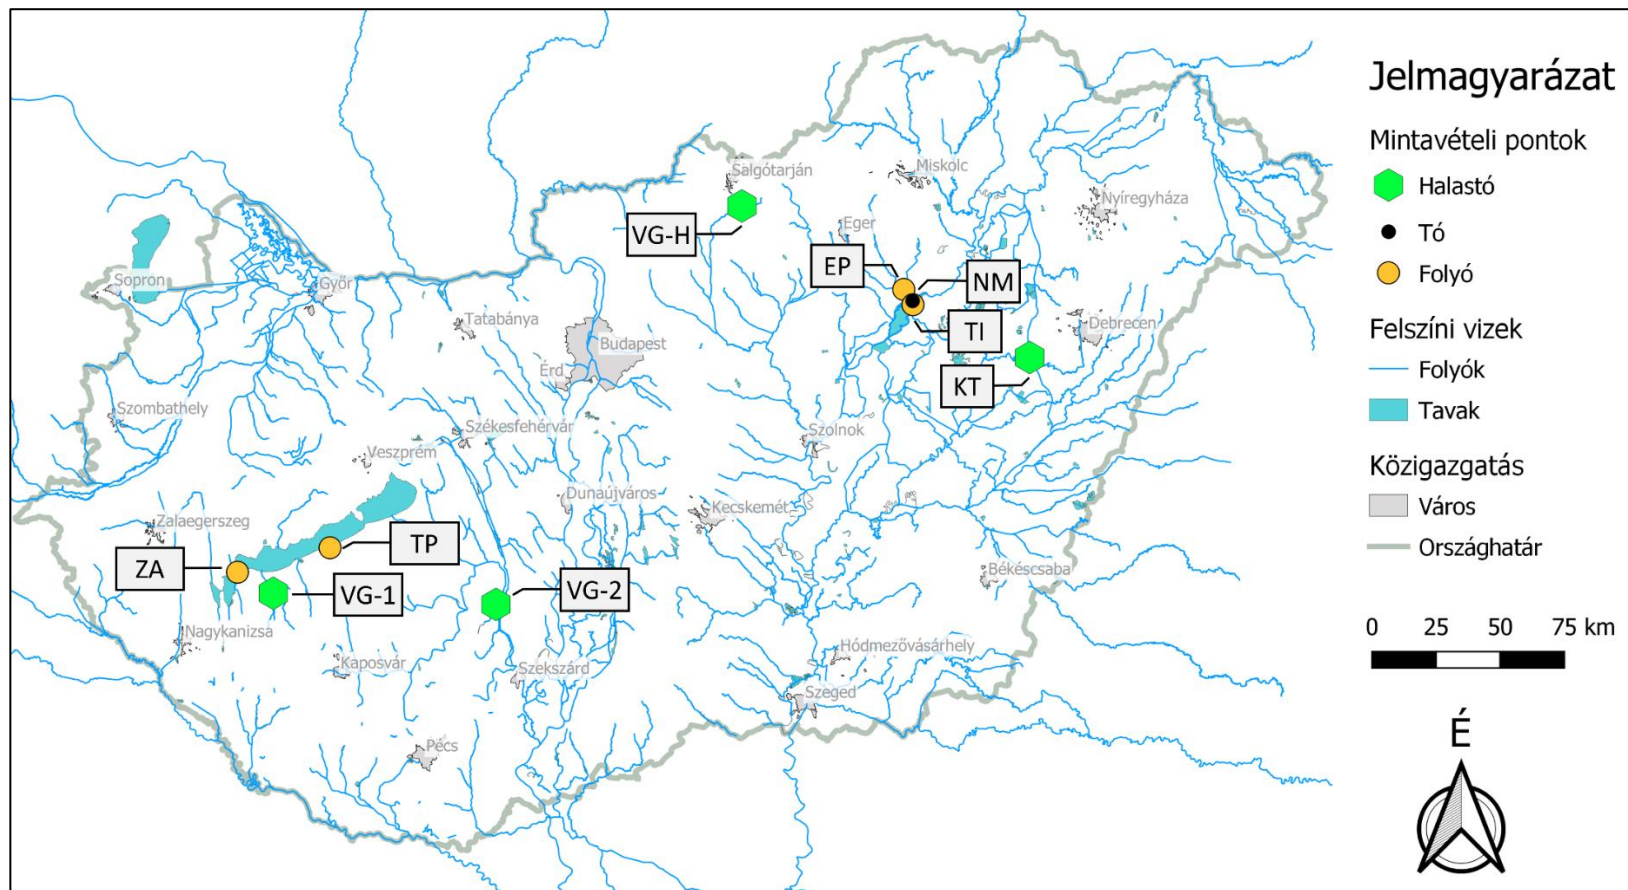 Jelmagyarázat
Mintavételi pontok
Halastó
Tó
Folyó
Felszíni vizek
Folyók
Tavak
Közigazgatás
Város
Országhatár
0 25 50 75 km
É
Salgótarján
Miskolc
Nyíregyháza
VG-H
Eger
EP
NM
Sopron
Győr
Tatabánya
TI
Debrecen
Budapest
Érd
KT
Szombathely
Székesfehérvár
Szolnok
Veszprém
Dunaújváros
Kecskemét
Zalaegerszeg
TP
ZA
VG-1
VG-2
Békéscsaba
Nagykanizsa
Kaposvár
Szekszárd
Hódmezővásárhely
Szeged
Pécs